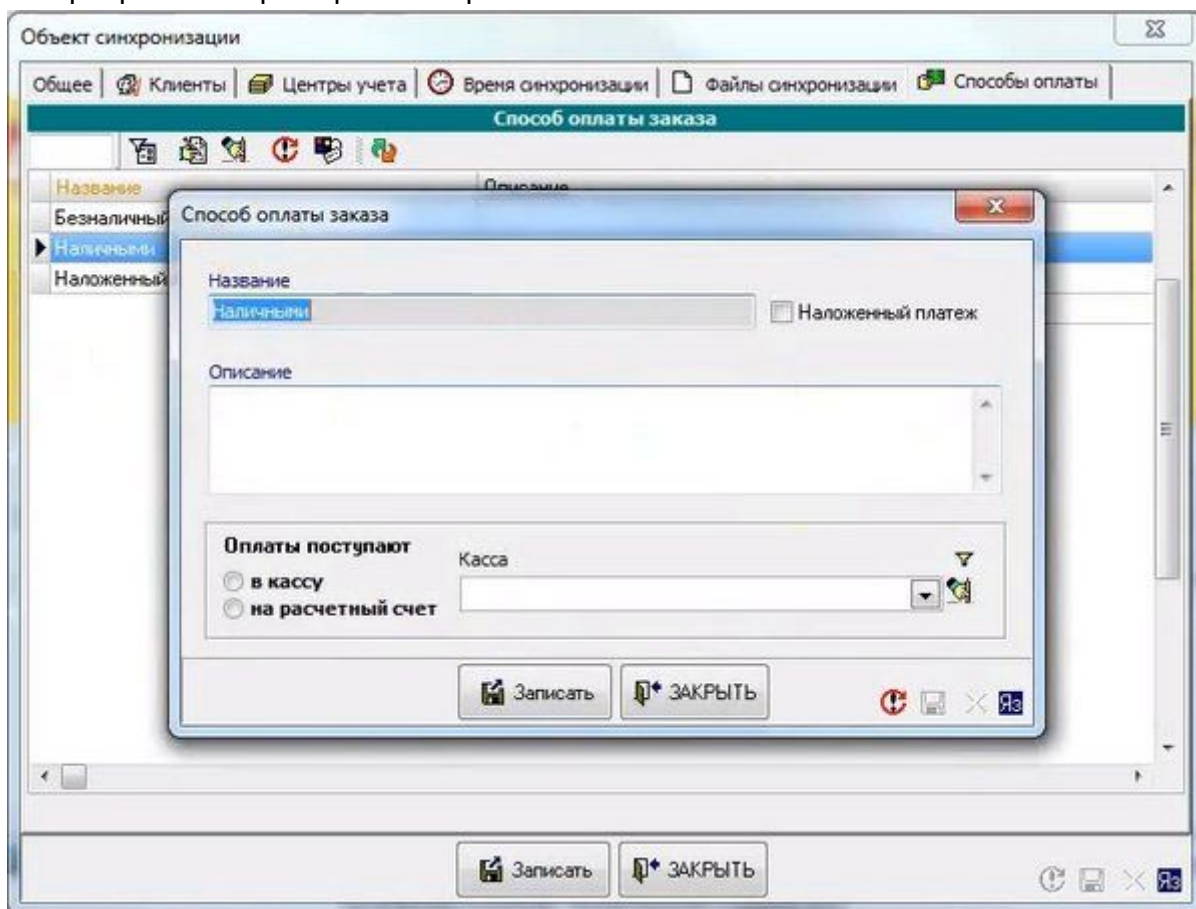 Объект синхронизации
Общее Клиенты Центры учета Время синхронизации Файлы синхронизации Способы оплаты
Способ оплаты заказа
Название Описание
Безналичный
Наличными
Наложенный
Способ оплаты заказа
Название
Наличными Наложенный платеж
Описание
Оплаты поступают
Касса
в кассу
на расчетный счет
Записать ЗАКРЫТЬ
Яз
Записать ЗАКРЫТЬ
Яз